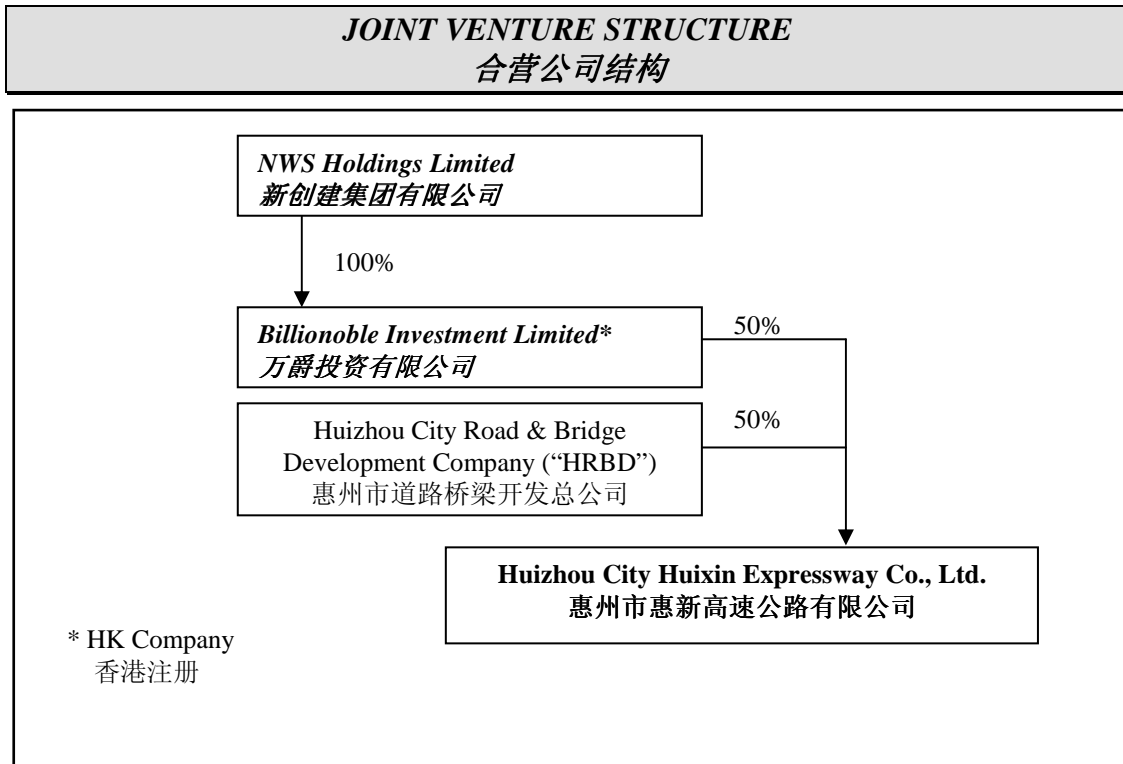 JOINT VENTURE STRUCTURE
合营公司结构
NWS Holdings Limited
新创建集团有限公司
100%
Billionoble Investment Limited*
万爵投资有限公司
50%
Huizhou City Road & Bridge
Development Company (“HRBD”)
惠州市道路桥梁开发总公司
50%
Huizhou City Huixin Expressway Co., Ltd.
惠州市惠新高速公路有限公司
* HK Company
香港注册